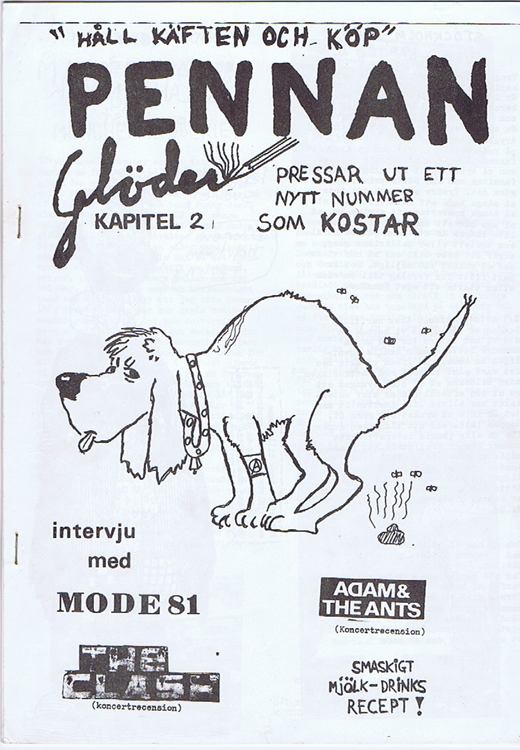 "HÅLL KÄFTEN OCH KÖP"
PENNAN
Glöder
PRESSAR UT ETT
NYTT NUMMER
KAPITEL 2
SOM KOSTAR
A
intervju
med
MODE 81
THE
CLASH
(koncertrecension)
ADAM &
THE ANTS
(Koncertrecension)
SMASKIGT
MJÖLK-DRINKS
RECEPT!